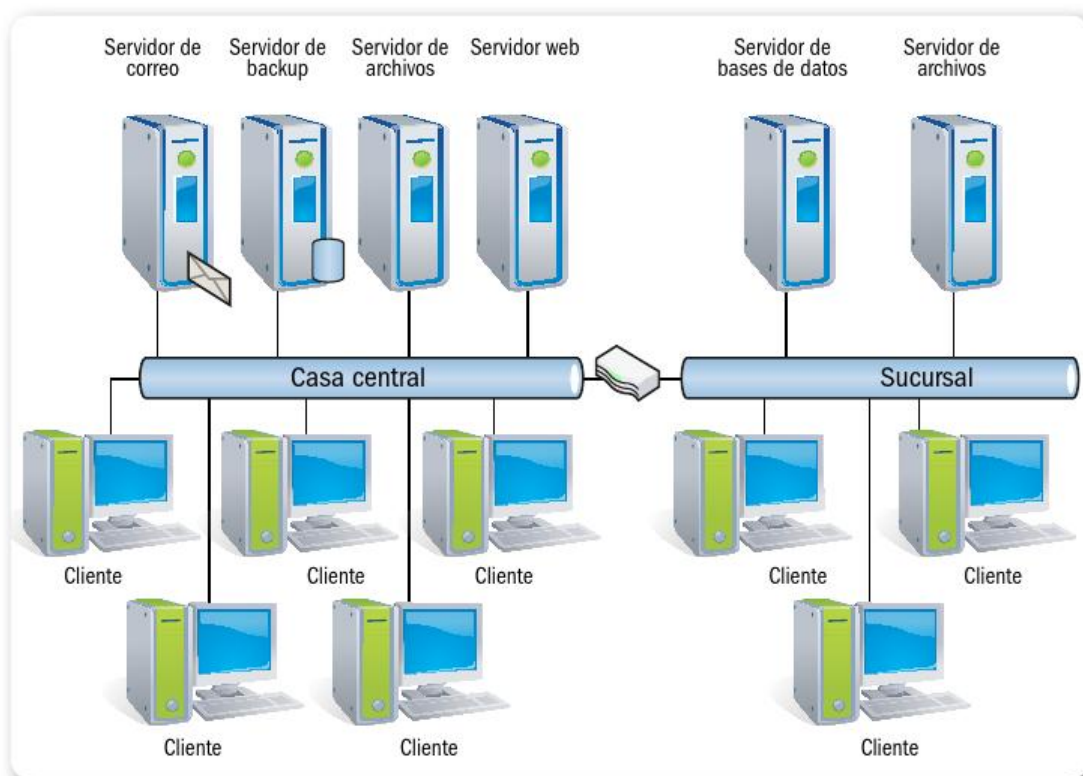 Servidor de
correo
Servidor de
backup
Servidor de
archivos
Servidor web
Servidor de
bases de datos
Servidor de
archivos
Casa central
Sucursal
Cliente
Cliente
Cliente
Cliente
Cliente
Cliente
Cliente
Cliente